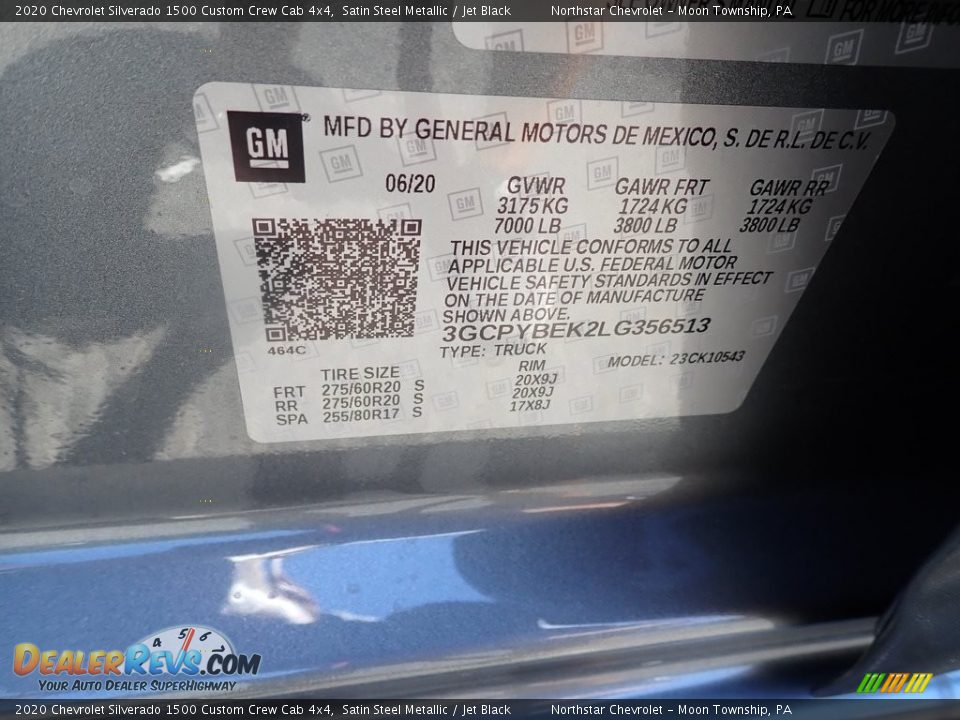 2020 Chevrolet Silverado 1500 Custom Crew Cab 4x4, Satin Steel Metallic / Jet Black Northstar Chevrolet - Moon Township, PA
FOR MORE
GM MFD BY GENERAL MOTORS DE MEXICO, S. DE R.L. DE C.V.
06/20 GVWR GAWR FRT GAWR RR
3175 KG 1724 KG 1724 KG
7000 LB 3800 LB 3800 LB
THIS VEHICLE CONFORMS TO ALL
APPLICABLE U.S. FEDERAL MOTOR
VEHICLE SAFETY STANDARDS IN EFFECT
ON THE DATE OF MANUFACTURE
SHOWN ABOVE.
3GCPYBEK2LG356513
464C TYPE: TRUCK MODEL: 23CK10543
TIRE SIZE RIM
FRT 275/60R20 S 20X9J
RR 275/60R20 S 20X9J
SPA 255/80R17 S 17X8J
4 5 6
DEALERREVS.COM
YOUR AUTO DEALER SUPERHIGHWAY
2020 Chevrolet Silverado 1500 Custom Crew Cab 4x4, Satin Steel Metallic / Jet Black Northstar Chevrolet - Moon Township, PA